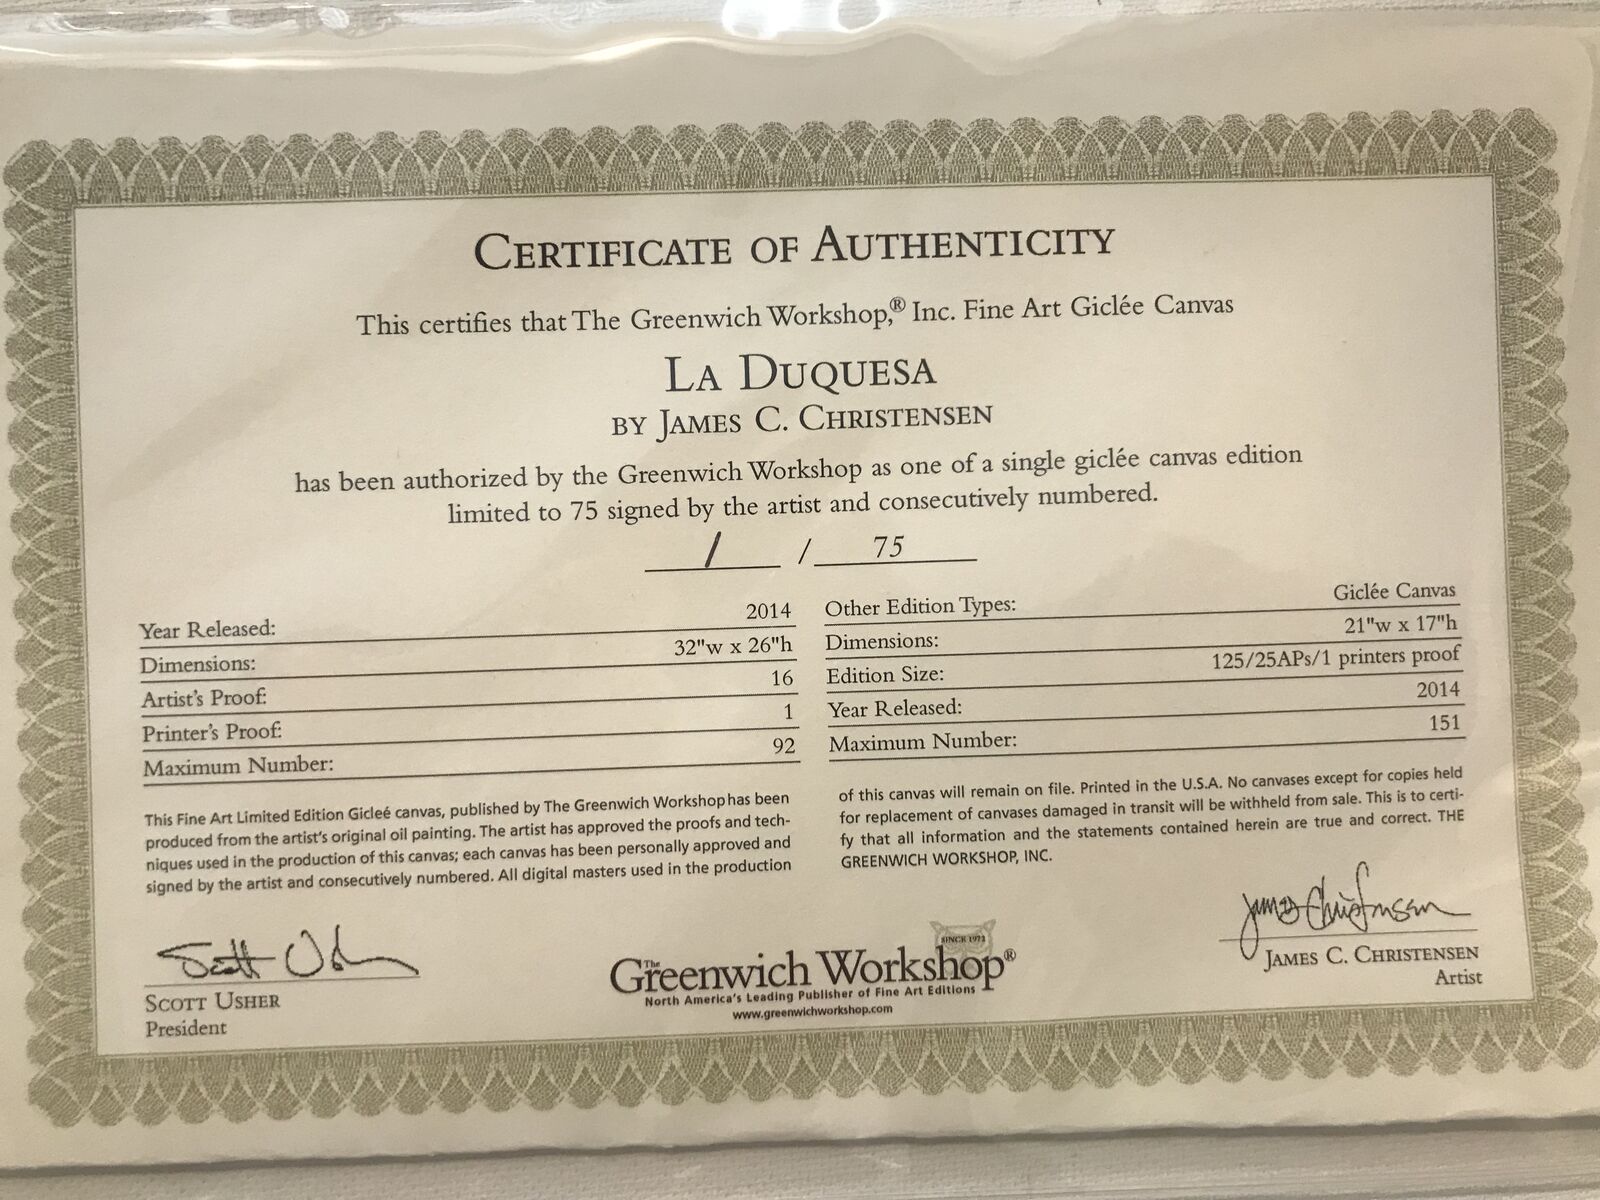 CERTIFICATE OF AUTHENTICITY
This certifies that The Greenwich Workshop,® Inc. Fine Art Giclée Canvas
LA DUQUESA
BY JAMES C. CHRISTENSEN
has been authorized by the Greenwich Workshop as one of a single giclée canvas edition
limited to 75 signed by the artist and consecutively numbered.
1 / 75
Year Released: 2014
Dimensions: 32"w x 26"h
Artist's Proof: 16
Printer's Proof: 1
Maximum Number: 92
Other Edition Types: Giclée Canvas
Dimensions: 21"w x 17"h
Edition Size: 125/25APs/1 printers proof
Year Released: 2014
Maximum Number: 151
This Fine Art Limited Edition Gicleé canvas, published by The Greenwich Workshop has been
produced from the artist's original oil painting. The artist has approved the proofs and tech-
niques used in the production of this canvas; each canvas has been personally approved and
signed by the artist and consecutively numbered. All digital masters used in the production
of this canvas will remain on file. Printed in the U.S.A. No canvases except for copies held
for replacement of canvases damaged in transit will be withheld from sale. This is to certi-
fy that all information and the statements contained herein are true and correct. THE
GREENWICH WORKSHOP, INC.
Scott Usher
SCOTT USHER
President
SINCE 1972
The Greenwich Workshop®
North America's Leading Publisher of Fine Art Editions
www.greenwichworkshop.com
James Christensen
JAMES C. CHRISTENSEN
Artist